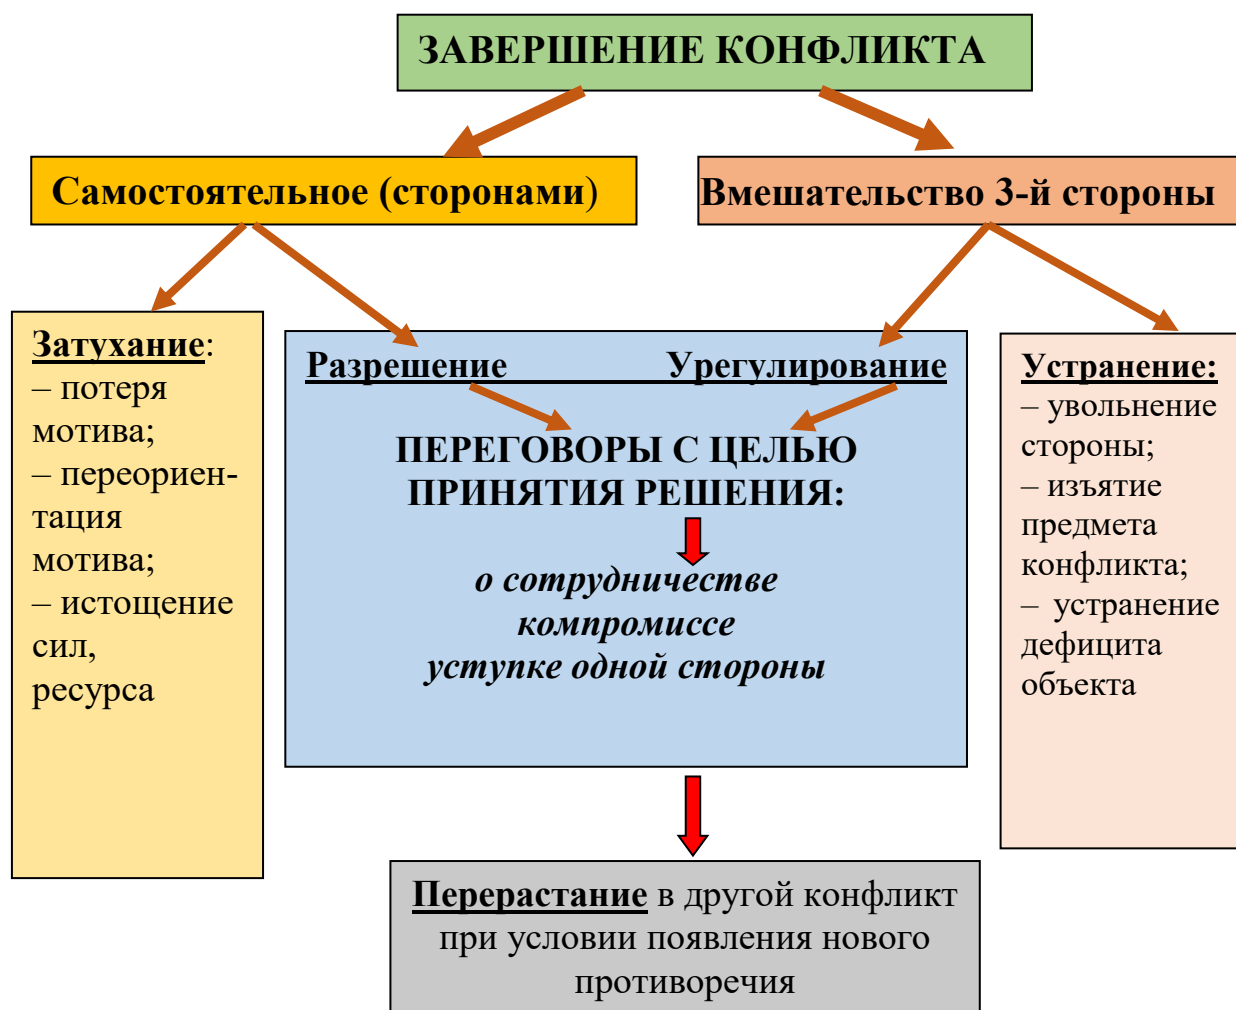 ЗАВЕРШЕНИЕ КОНФЛИКТА
Самостоятельное (сторонами)
Вмешательство 3-й стороны
Затухание:
– потеря
мотива;
– переориен-
тация
мотива;
– истощение
сил,
ресурса
Разрешение Урегулирование
ПЕРЕГОВОРЫ С ЦЕЛЬЮ
ПРИНЯТИЯ РЕШЕНИЯ:
о сотрудничестве
компромиссе
уступке одной стороны
Устранение:
– увольнение
стороны;
– изъятие
предмета
конфликта;
– устранение
дефицита
объекта
Перерастание в другой конфликт
при условии появления нового
противоречия